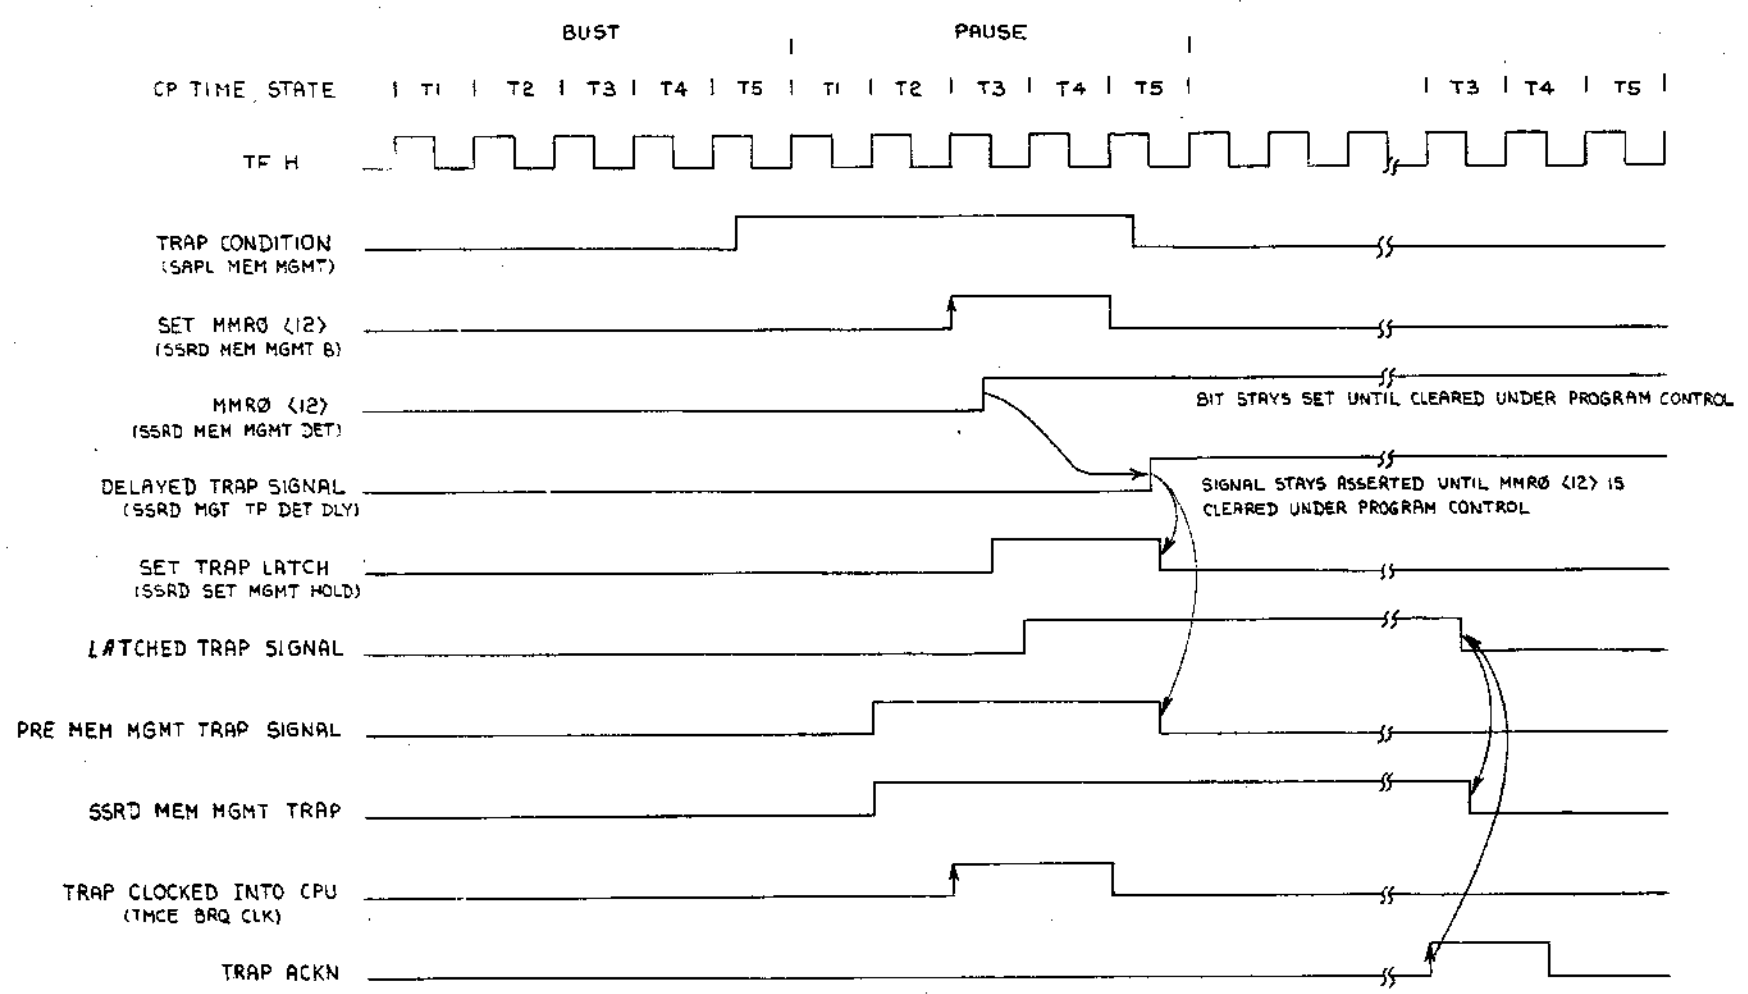 BUST PAUSE
CP TIME STATE T1 T2 T3 T4 T5 T1 T2 T3 T4 T5 T3 T4 T5
TF H
TRAP CONDITION
(SAPL MEM MGMT)
SET MMRØ <12>
(SSRD MEM MGMT B)
MMRØ <12>
(SSRD MEM MGMT DET)
BIT STAYS SET UNTIL CLEARED UNDER PROGRAM CONTROL
DELAYED TRAP SIGNAL
(SSRD MGT TP DET DLY)
SIGNAL STAYS ASSERTED UNTIL MMRØ <12> IS
CLEARED UNDER PROGRAM CONTROL
SET TRAP LATCH
(SSRD SET MGMT HOLD)
LATCHED TRAP SIGNAL
PRE MEM MGMT TRAP SIGNAL
SSRD MEM MGMT TRAP
TRAP CLOCKED INTO CPU
(TMCE BRQ CLK)
TRAP ACKN